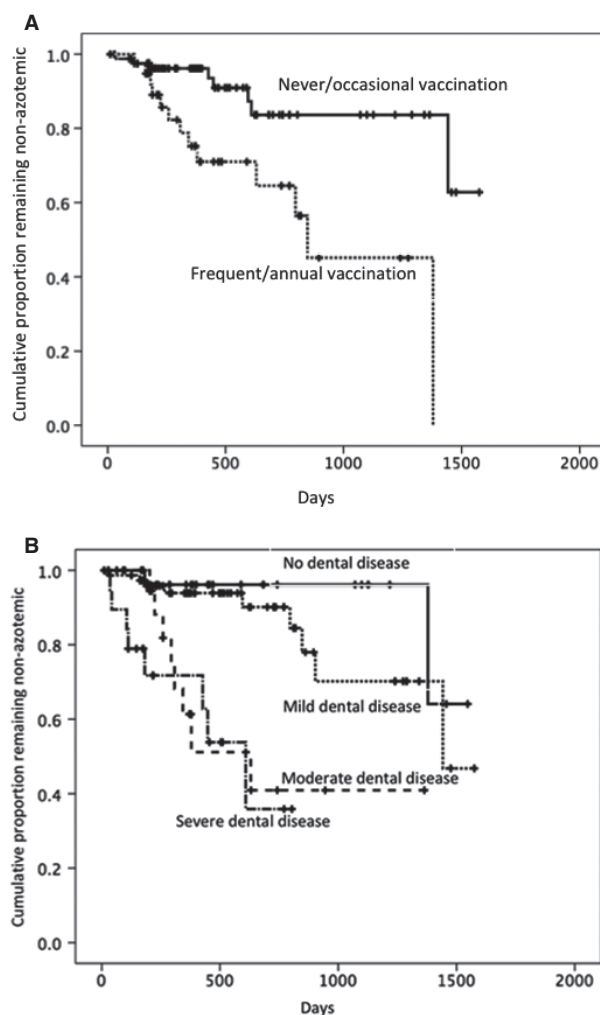 A
Cumulative proportion remaining non-azotemic
1.0
0.8
0.6
0.4
0.2
0.0
Never/occasional vaccination
Frequent/annual vaccination
0 500 1000 1500 2000
Days
B
Cumulative proportion remaining non-azotemic
1.0
0.8
0.6
0.4
0.2
0.0
No dental disease
Mild dental disease
Moderate dental disease
Severe dental disease
0 500 1000 1500 2000
Days